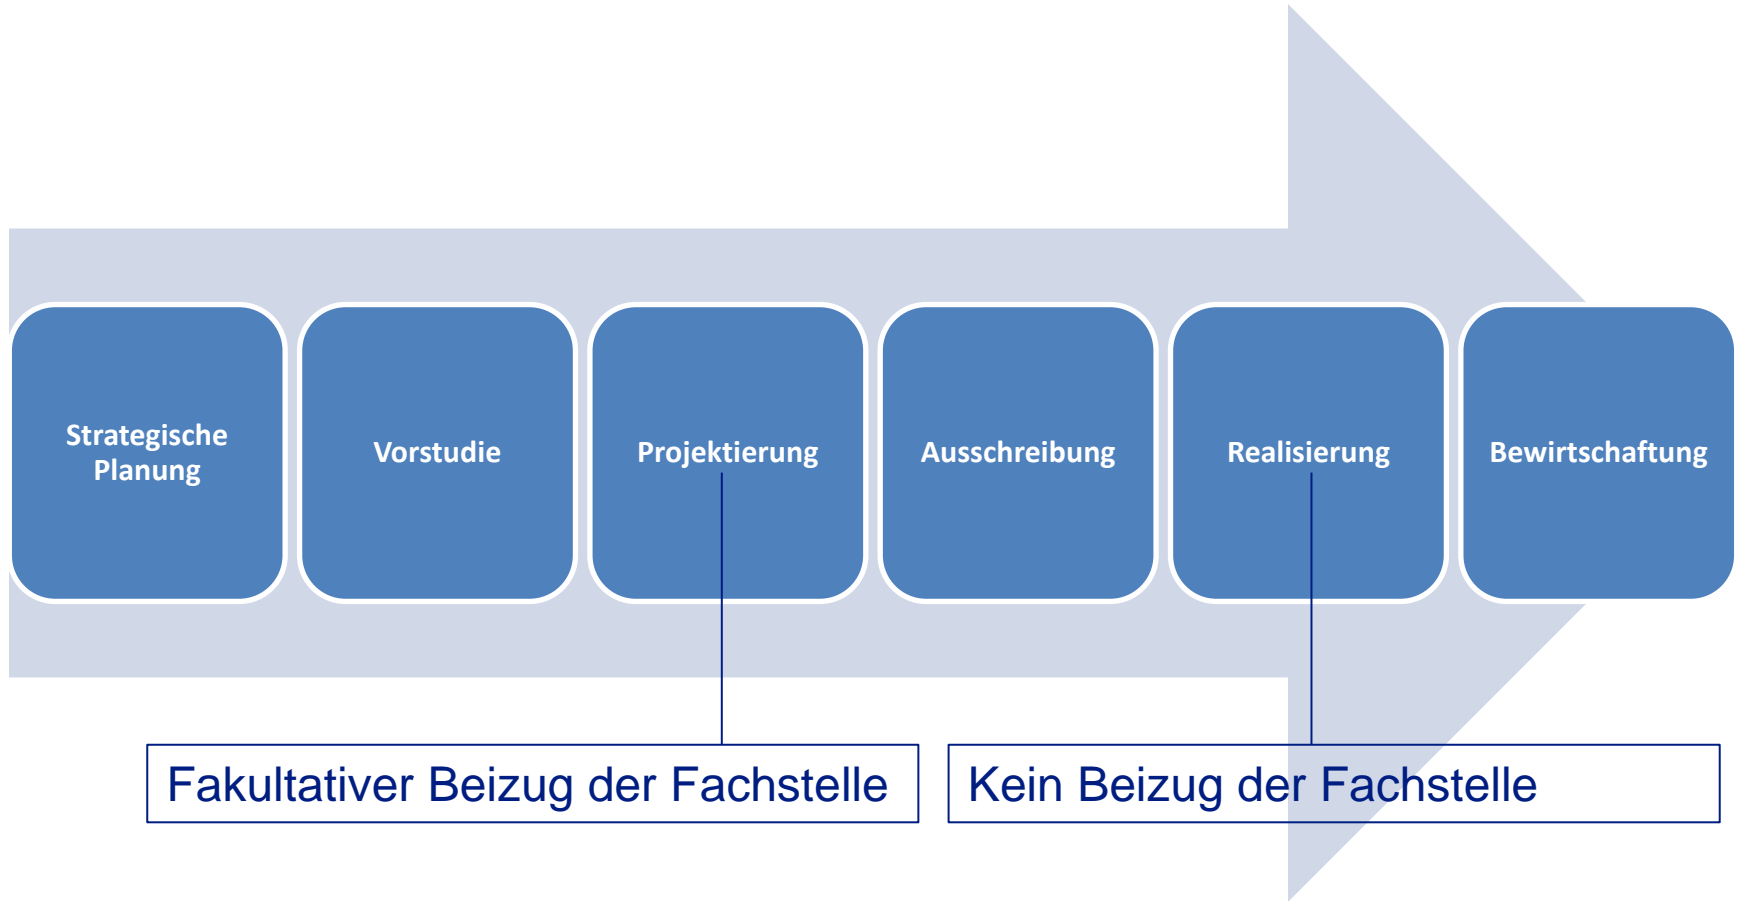 Strategische
Planung
Vorstudie
Projektierung
Ausschreibung
Realisierung
Bewirtschaftung
Fakultativer Beizug der Fachstelle
Kein Beizug der Fachstelle